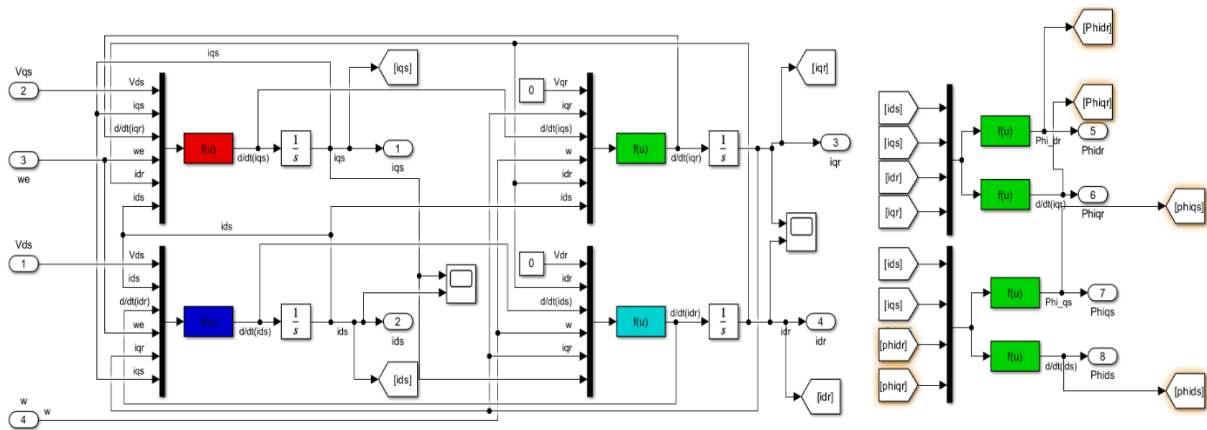 Vqs
2
3
we
Vds
1
w
4
w
iqs
Vds
iqs
d/dt(iqr)
we
idr
ids
f(u)
d/dt(iqs)
1
s
iqs
[iqs]
1
iqs
ids
Vds
ids
d/dt(idr)
we
iqr
iqs
f(u)
d/dt(ids)
1
s
ids
2
ids
[ids]
0
Vqr
iqr
d/dt(iqs)
w
idr
ids
f(u)
d/dt(iqr)
1
s
[iqr]
3
iqr
0
Vdr
idr
d/dt(ids)
w
iqr
iqs
f(u)
d/dt(idr)
1
s
idr
4
idr
[idr]
[Phidr]
[Phiqr]
[ids]
[iqs]
[idr]
[iqr]
f(u)
Phi_dr
5
Phidr
f(u)
d/dt(iqr)
6
Phiqr
[phiqs]
[ids]
[iqs]
[phidr]
[phiqr]
f(u)
Phi_qs
7
Phiqs
f(u)
d/dt(ids)
8
Phids
[phids]